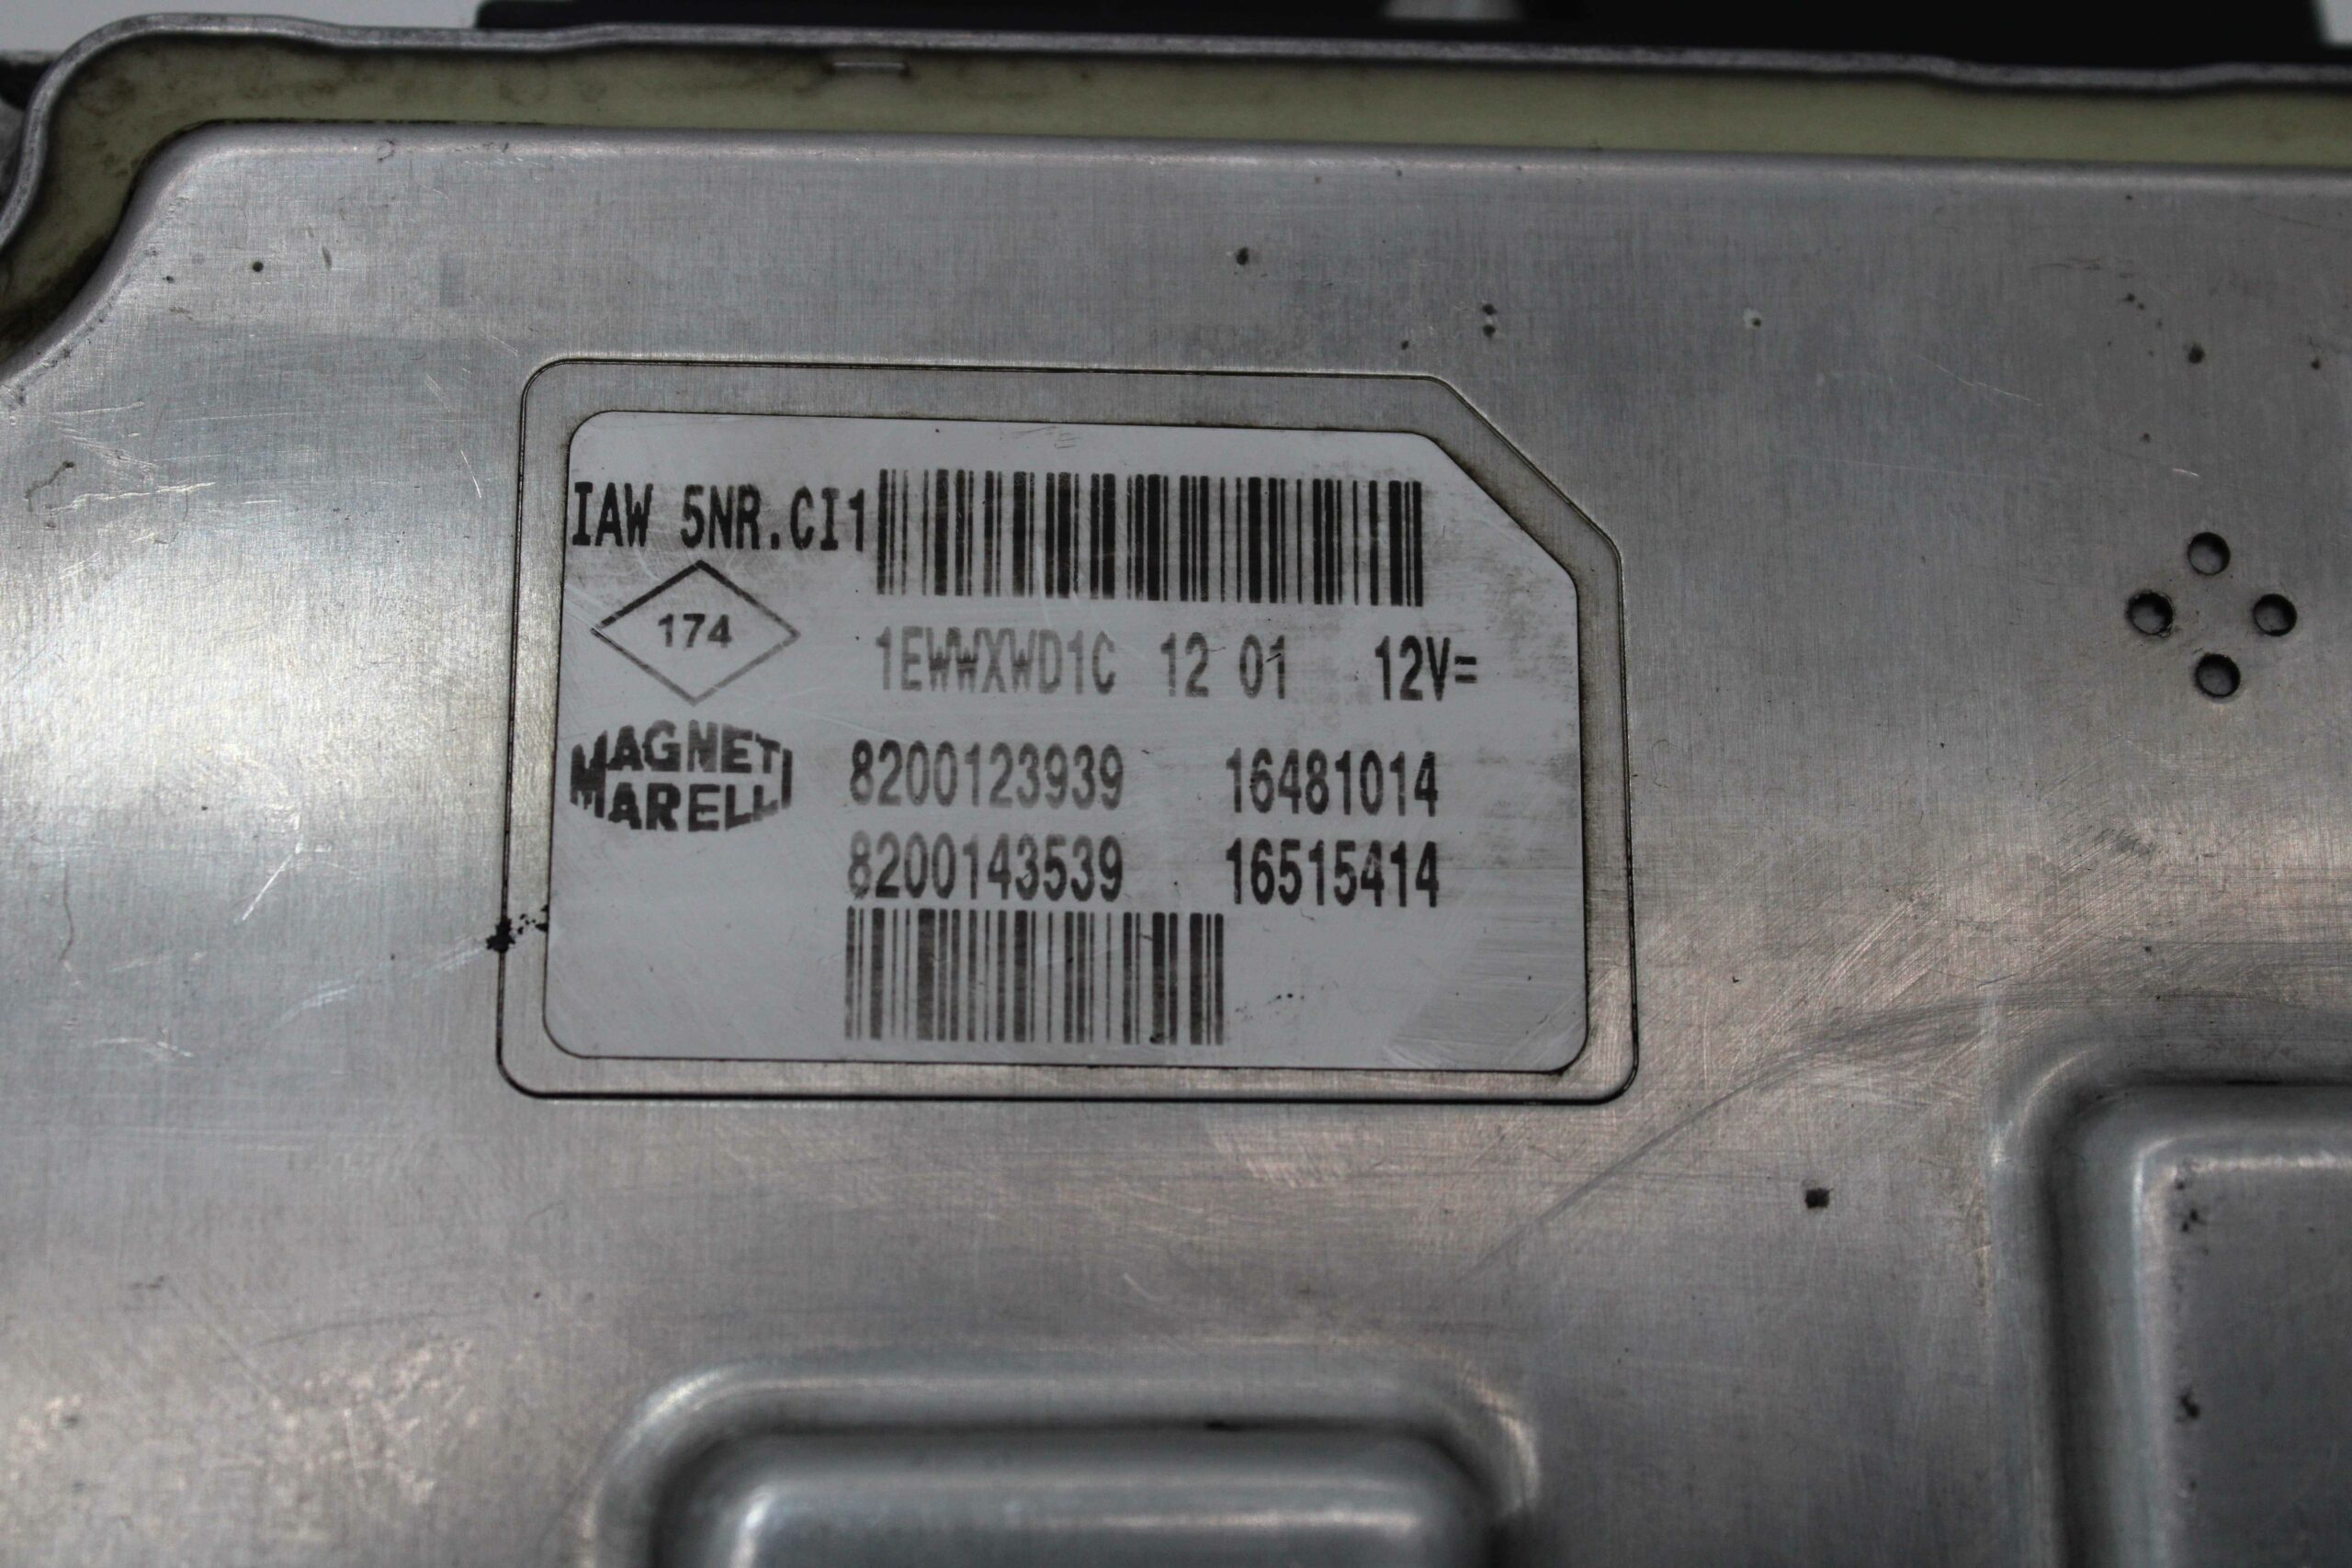 IAW 5NR.CI1
174
1EWWXWD1C 12 01 12V=
MAGNETI
MARELLI
8200123939 16481014
8200143539 16515414